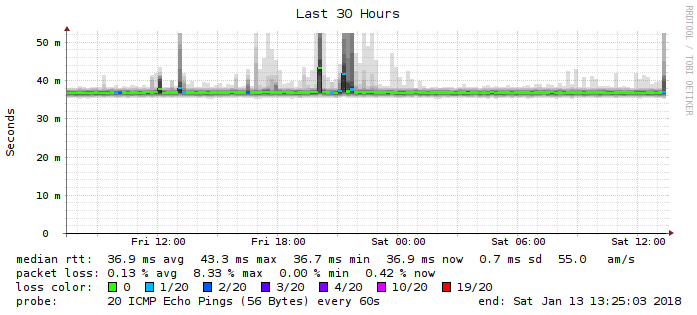 Last 30 Hours
RRDTOOL / TOBI OETIKER
Seconds
50 m
40 m
30 m
20 m
10 m
0
Fri 12:00 Fri 18:00 Sat 00:00 Sat 06:00 Sat 12:00
median rtt: 36.9 ms avg 43.3 ms max 36.7 ms min 36.9 ms now 0.7 ms sd 55.0 am/s
packet loss: 0.13 % avg 8.33 % max 0.00 % min 0.42 % now
loss color: 0 1/20 2/20 3/20 4/20 10/20 19/20
probe: 20 ICMP Echo Pings (56 Bytes) every 60s end: Sat Jan 13 13:25:03 2018